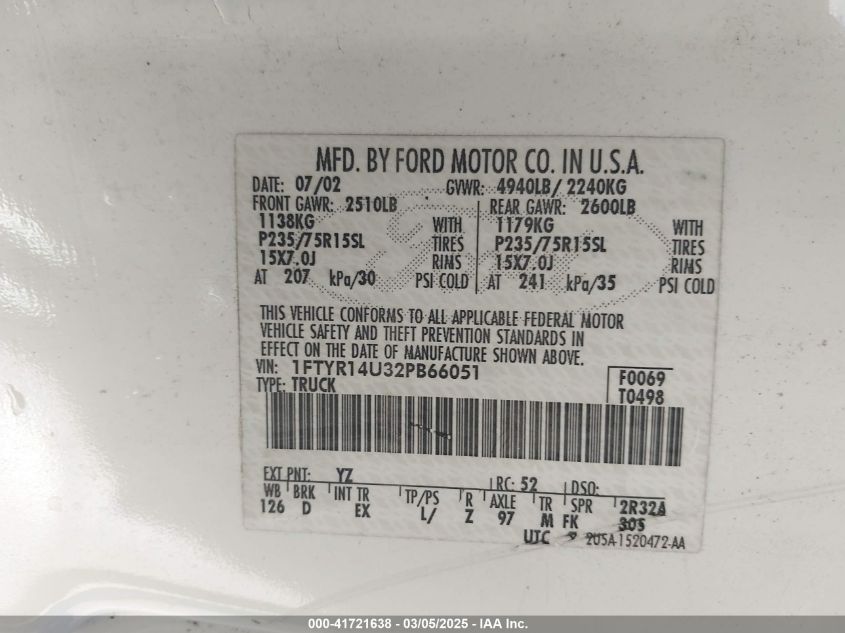 MFD. BY FORD MOTOR CO. IN U.S.A.
DATE: 07/02 GVWR: 4940LB/ 2240KG
FRONT GAWR: 2510LB REAR GAWR: 2600LB
1138KG WITH 1179KG WITH
P235/75R15SL TIRES P235/75R15SL TIRES
15X7.0J RIMS 15X7.0J RIMS
AT 207 kPa/30 PSI COLD AT 241 kPa/35 PSI COLD
THIS VEHICLE CONFORMS TO ALL APPLICABLE FEDERAL MOTOR
VEHICLE SAFETY AND THEFT PREVENTION STANDARDS IN
EFFECT ON THE DATE OF MANUFACTURE SHOWN ABOVE.
VIN: 1FTYR14U32PB66051 F0069
TYPE: TRUCK T0498
EXT PNT: YZ RC: 52 DSO:
WB BRK INT TR TP/PS R AXLE TR SPR 2R32A
126 D EX L/ Z 97 M FK 305
UTC 2U5A-1520472-AA
000-41721638 - 03/05/2025 - IAA Inc.